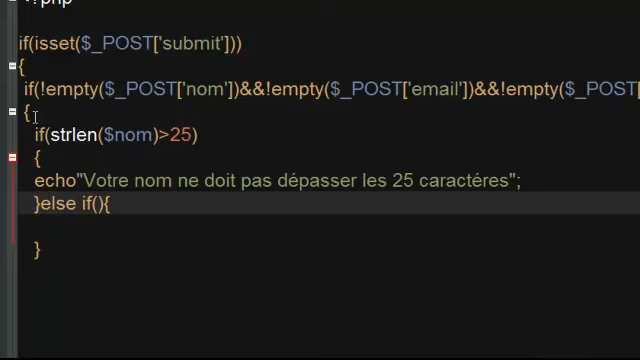 <?php
if(isset($_POST['submit']))
{
if(!empty($_POST['nom'])&&!empty($_POST['email'])&&!empty($_POST[
{
if(strlen($nom)>25)
{
echo"Votre nom ne doit pas dépasser les 25 caractéres";
}else if(){
}